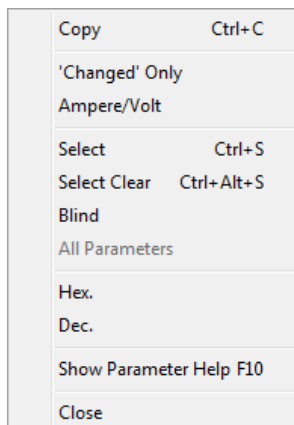 Copy Ctrl+C
'Changed' Only
Ampere/Volt
Select Ctrl+S
Select Clear Ctrl+Alt+S
Blind
All Parameters
Hex.
Dec.
Show Parameter Help F10
Close